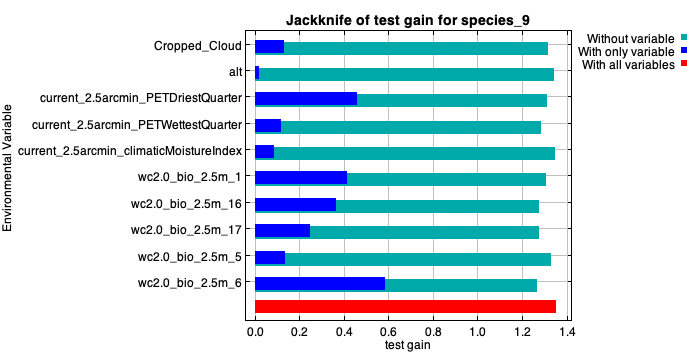 Jackknife of test gain for species_9
Without variable
With only variable
With all variables
Environmental Variable
Cropped_Cloud
alt
current_2.5arcmin_PETDriestQuarter
current_2.5arcmin_PETWettestQuarter
current_2.5arcmin_climaticMoistureIndex
wc2.0_bio_2.5m_1
wc2.0_bio_2.5m_16
wc2.0_bio_2.5m_17
wc2.0_bio_2.5m_5
wc2.0_bio_2.5m_6
0.0 0.2 0.4 0.6 0.8 1.0 1.2 1.4
test gain